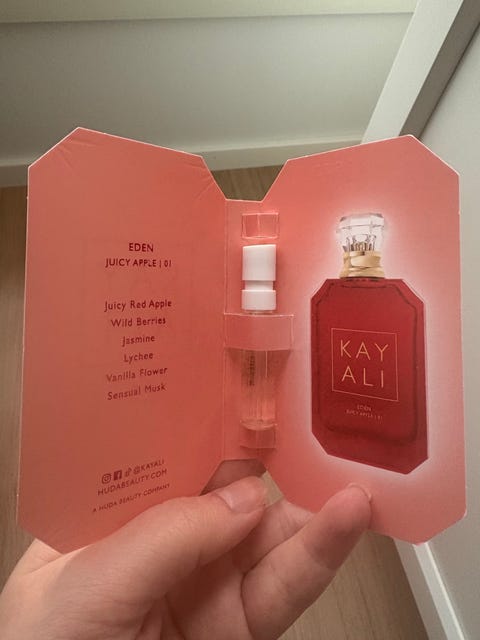 EDEN
JUICY APPLE | 01
Juicy Red Apple
Wild Berries
Jasmine
Lychee
Vanilla Flower
Sensual Musk
@KAYALI
HUDABEAUTY.COM
A HUDA BEAUTY COMPANY
KAY
ALI
EDEN
JUICY APPLE | 01